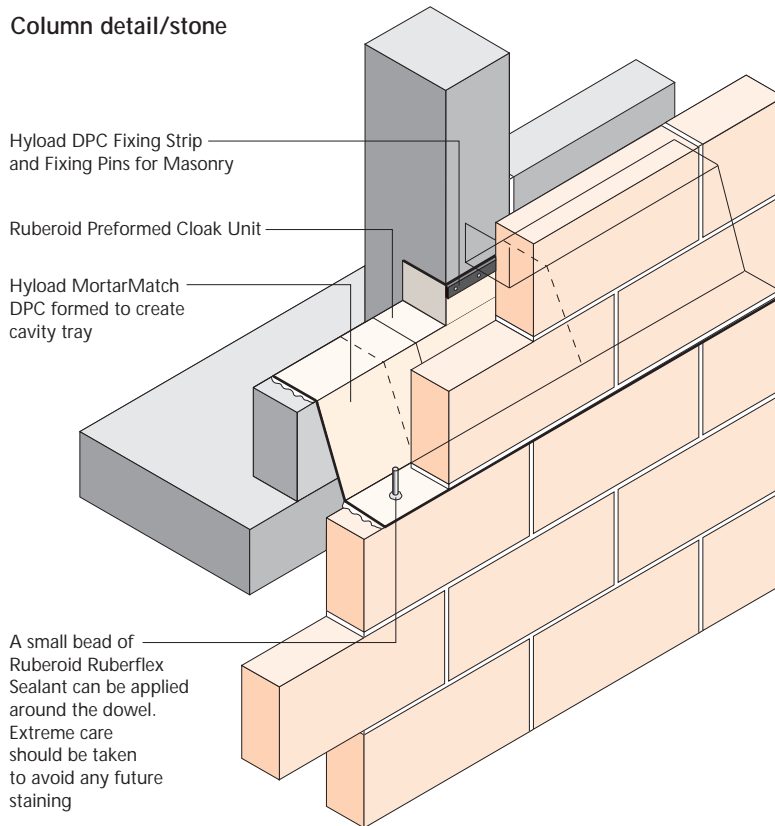 Column detail/stone
Hyload DPC Fixing Strip
and Fixing Pins for Masonry
Ruberoid Preformed Cloak Unit
Hyload MortarMatch
DPC formed to create
cavity tray
A small bead of
Ruberoid Ruberflex
Sealant can be applied
around the dowel.
Extreme care
should be taken
to avoid any future
staining